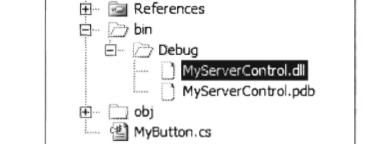 References
bin
Debug
MyServerControl.dll
MyServerControl.pdb
obj
MyButton.cs